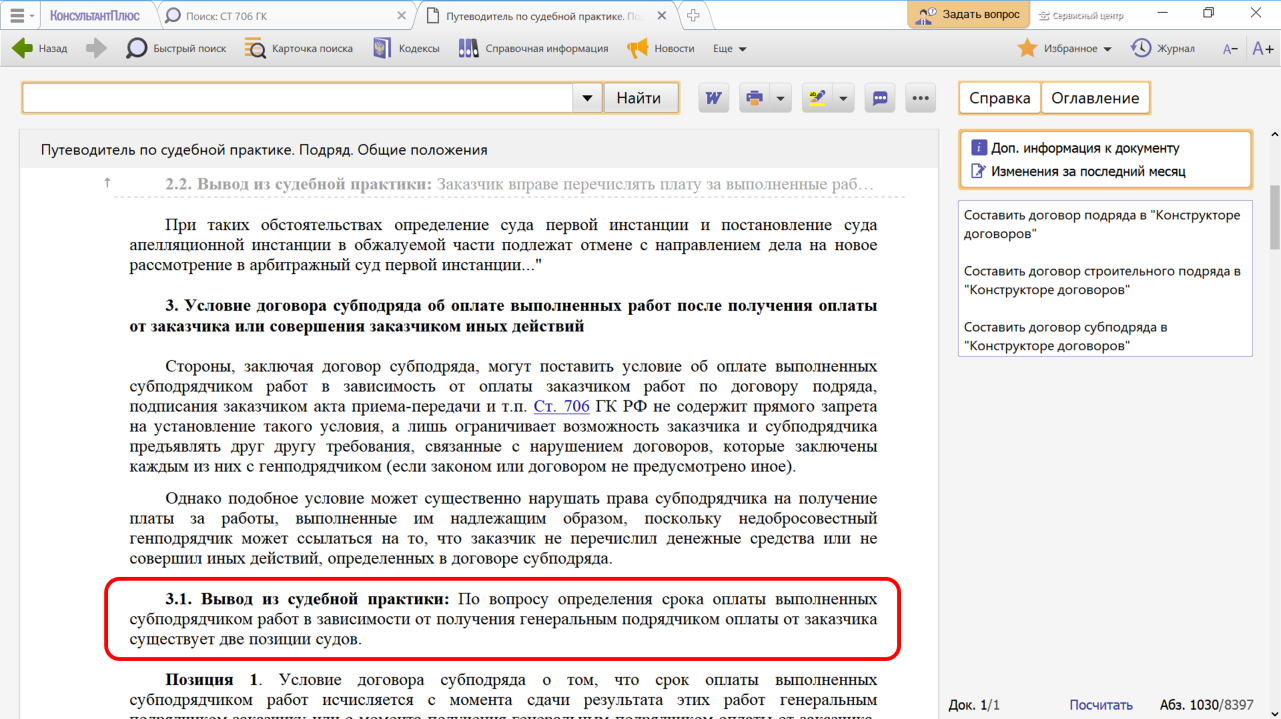 КонсультантПлюс
Поиск: СТ 706 ГК
Путеводитель по судебной практике. По
Задать вопрос
Сервисный центр
Назад
Быстрый поиск
Карточка поиска
Кодексы
Справочная информация
Новости
Еще
Избранное
Журнал
A−
A+
Найти
W
Справка
Оглавление
Путеводитель по судебной практике. Подряд. Общие положения
2.2. Вывод из судебной практики: Заказчик вправе перечислять плату за выполненные раб…
При таких обстоятельствах определение суда первой инстанции и постановление суда
апелляционной инстанции в обжалуемой части подлежат отмене с направлением дела на новое
рассмотрение в арбитражный суд первой инстанции..."
3. Условие договора субподряда об оплате выполненных работ после получения оплаты
от заказчика или совершения заказчиком иных действий
Стороны, заключая договор субподряда, могут поставить условие об оплате выполненных
субподрядчиком работ в зависимость от оплаты заказчиком работ по договору подряда,
подписания заказчиком акта приема-передачи и т.п. Ст. 706 ГК РФ не содержит прямого запрета
на установление такого условия, а лишь ограничивает возможность заказчика и субподрядчика
предъявлять друг другу требования, связанные с нарушением договоров, которые заключены
каждым из них с генподрядчиком (если законом или договором не предусмотрено иное).
Однако подобное условие может существенно нарушать права субподрядчика на получение
платы за работы, выполненные им надлежащим образом, поскольку недобросовестный
генподрядчик может ссылаться на то, что заказчик не перечислил денежные средства или не
совершил иных действий, определенных в договоре субподряда.
3.1. Вывод из судебной практики: По вопросу определения срока оплаты выполненных
субподрядчиком работ в зависимости от получения генеральным подрядчиком оплаты от заказчика
существует две позиции судов.
Позиция 1. Условие договора субподряда о том, что срок оплаты выполненных
субподрядчиком работ исчисляется с момента сдачи результата этих работ генеральным
подрядчиком заказчику или с момента получения генеральным подрядчиком оплаты от заказчика,
Доп. информация к документу
Изменения за последний месяц
Составить договор подряда в "Конструкторе
договоров"
Составить договор строительного подряда в
"Конструкторе договоров"
Составить договор субподряда в
"Конструкторе договоров"
Док. 1/1
Посчитать
Абз. 1030/8397